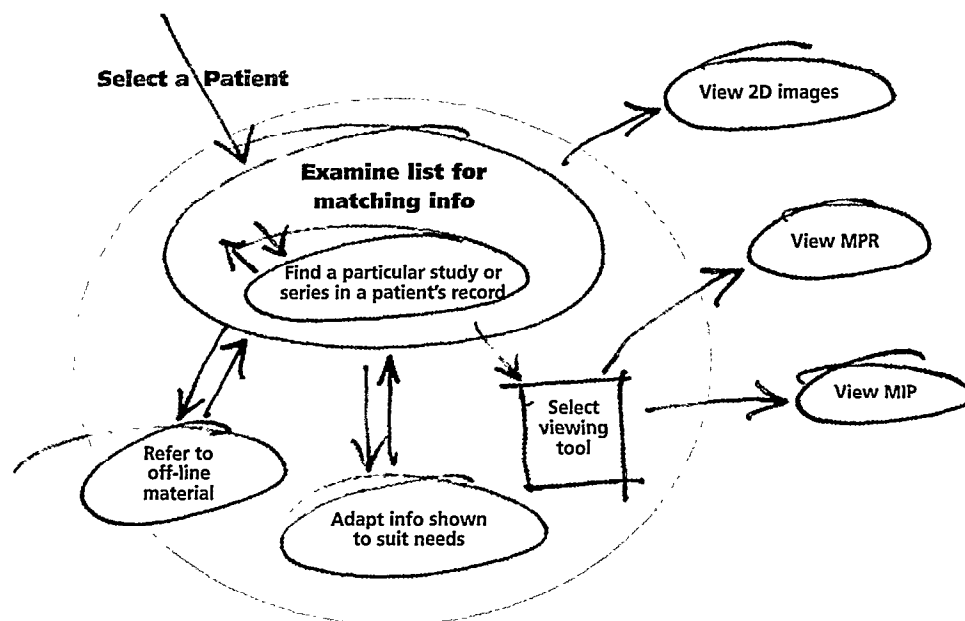 Select a Patient
Examine list for
matching info
Find a particular study or
series in a patient's record
Refer to
off-line
material
Adapt info shown
to suit needs
Select
viewing
tool
View 2D images
View MPR
View MIP